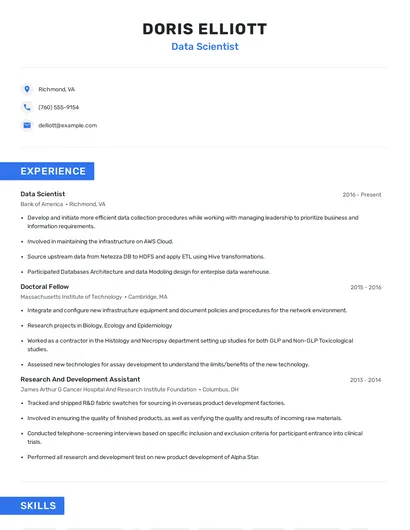 DORIS ELLIOTT
Data Scientist
Richmond, VA
(760) 555-9154
delliott@example.com
EXPERIENCE
Data Scientist 2016 - Present
Bank of America • Richmond, VA
• Develop and initiate more efficient data collection procedures while working with managing leadership to prioritize business and
information requirements.
• Involved in maintaining the infrastructure on AWS Cloud.
• Source upstream data from Netezza DB to HDFS and apply ETL using Hive transformations.
• Participated Databases Architecture and data Modeling design for enterpise data warehouse.
Doctoral Fellow 2015 - 2016
Massachusetts Institute of Technology • Cambridge, MA
• Integrate and configure new infrastructure equipment and document policies and procedures for the network environment.
• Research projects in Biology, Ecology and Epidemiology
• Worked as a contractor in the Histology and Necropsy department setting up studies for both GLP and Non-GLP Toxicological
studies.
• Assessed new technologies for assay development to understand the limits/benefits of the new technology.
Research And Development Assistant 2013 - 2014
James Arthur G Cancer Hospital And Research Institute Foundation • Columbus, OH
• Tracked and shipped R&D fabric swatches for sourcing in overseas product development factories.
• Involved in ensuring the quality of finished products, as well as verifying the quality and results of incoming raw materials.
• Conducted telephone-screening interviews based on specific inclusion and exclusion criteria for participant entrance into clinical
trials.
• Performed all research and development test on new product development of Alpha Star.
SKILLS